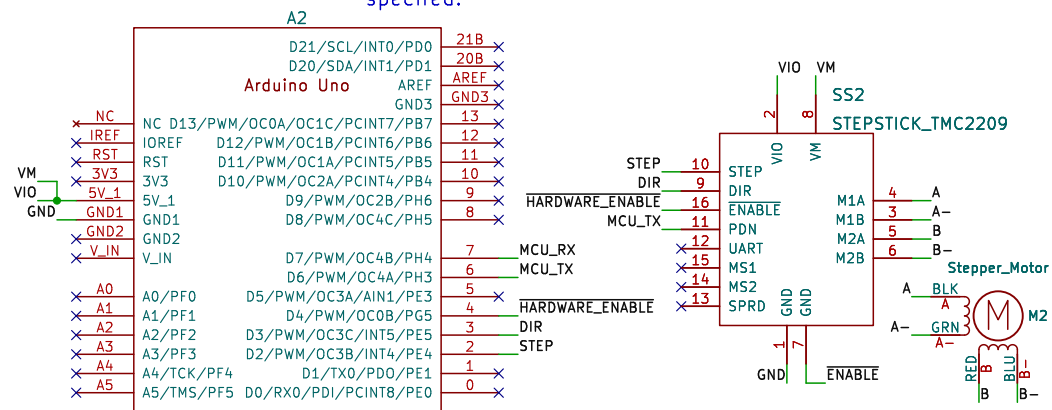 specified.
A2
Arduino Uno
D21/SCL/INT0/PD0 21B
D20/SDA/INT1/PD1 20B
AREF AREF
GND3 GND3
NC NC D13/PWM/OC0A/OC1C/PCINT7/PB7 13
IREF IOREF D12/PWM/OC1B/PCINT6/PB6 12
RST RST D11/PWM/OC1A/PCINT5/PB5 11
3V3 3V3 D10/PWM/OC2A/PCINT4/PB4 10
VM
VIO 5V_1 5V_1 D9/PWM/OC2B/PH6 9
GND GND1 GND1 D8/PWM/OC4C/PH5 8
GND2 GND2
V_IN V_IN D7/PWM/OC4B/PH4 7 MCU_RX
D6/PWM/OC4A/PH3 6 MCU_TX
A0 A0/PF0 D5/PWM/OC3A/AIN1/PE3 5
A1 A1/PF1 D4/PWM/OC0B/PG5 4 HARDWARE_ENABLE
A2 A2/PF2 D3/PWM/OC3C/INT5/PE5 3 DIR
A3 A3/PF3 D2/PWM/OC3B/INT4/PE4 2 STEP
A4 A4/TCK/PF4 D1/TX0/PDO/PE1 1
A5 A5/TMS/PF5 D0/RX0/PDI/PCINT8/PE0 0
VIO VM
2 8
SS2
STEPSTICK_TMC2209
VIO VM
STEP 10 STEP
DIR 9 DIR
HARDWARE_ENABLE 16 ENABLE
MCU_TX 11 PDN
12 UART
15 MS1
14 MS2
13 SPRD
M1A 4 A
M1B 3 A-
M2A 5 B
M2B 6 B-
GND GND
1 7
GND ENABLE
Stepper_Motor
A BLK A
M M2
A- GRN A-
RED B BLU B-
B B-